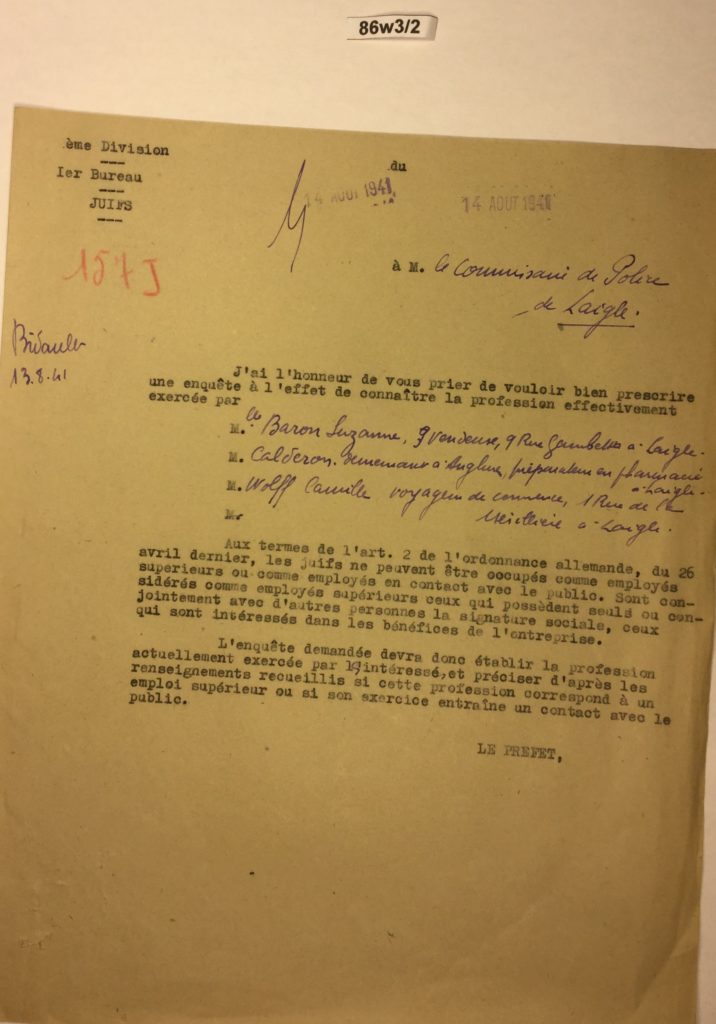 86w3/2
ème Division
Ier Bureau
JUIFS
du
14 AOUT 1941
14 AOUT 1941
157 J
à M. le Commissaire de Police
de Laigle.
13.8.41
J'ai l'honneur de vous prier de vouloir bien prescrire
une enquête à l'effet de connaître la profession effectivement
exercée par
M.lle Baron Suzanne, vendeuse, 9 Rue Gambetta à Laigle.
M. Calderon. à préparateur en pharmacie
à Laigle.
M. Wolff Camille voyageur de commerce, 1 Rue de la
à Laigle.
M.
Aux termes de l'art. 2 de l'ordonnance allemande, du 26
avril dernier, les juifs ne peuvent être occupés comme employés
superieurs ou comme employés en contact avec le public. Sont con-
sidérés comme employés supérieurs ceux qui possèdent seuls ou con-
jointement avec d'autres personnes la signature sociale, ceux
qui sont intéressés dans les bénéfices de l'entreprise.
L'enquête demandée devra donc établir la profession
actuellement exercée par l'intéressé, et préciser d'après les
renseignements recueillis si cette profession correspond à un
emploi supérieur ou si son exercice entraîne un contact avec le
public.
LE PREFET,